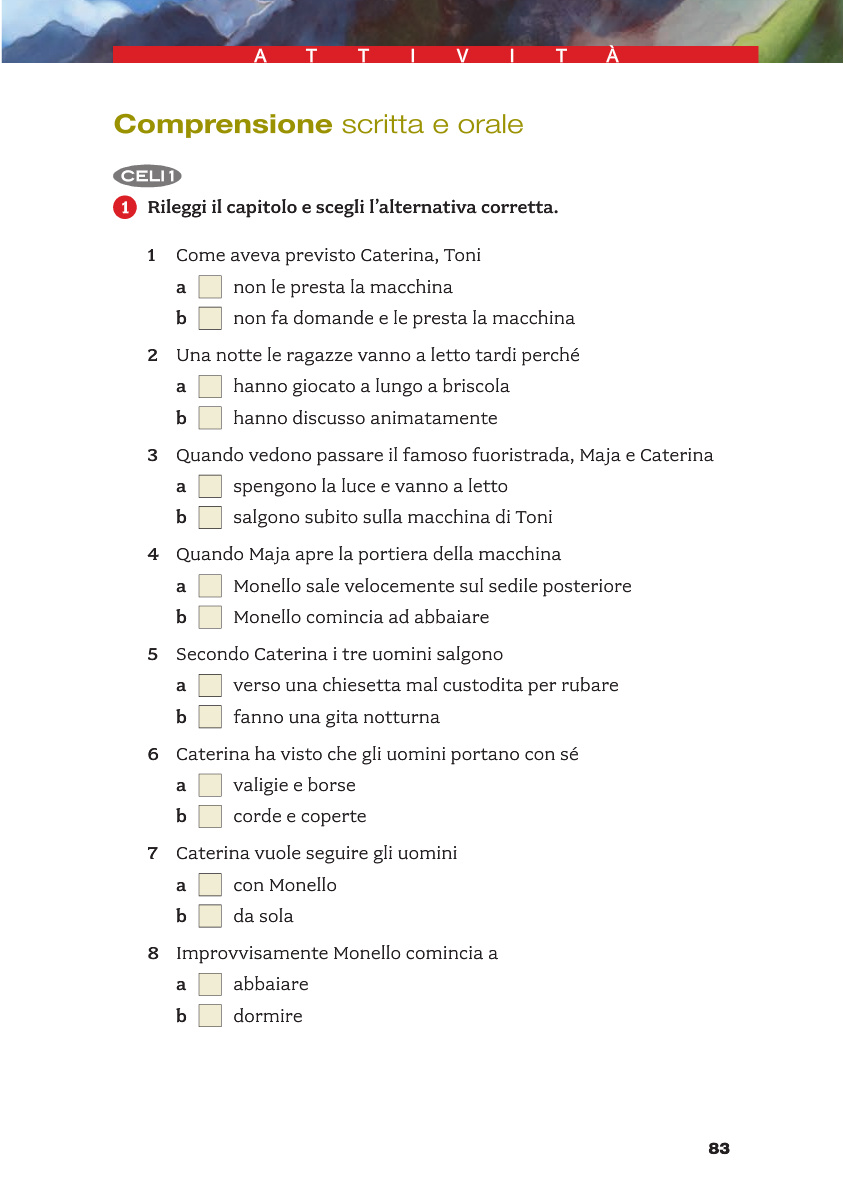 ATTIVITÀ
Comprensione scritta e orale
CELI 1
1 Rileggi il capitolo e scegli l'alternativa corretta.
1 Come aveva previsto Caterina, Toni
a non le presta la macchina
b non fa domande e le presta la macchina
2 Una notte le ragazze vanno a letto tardi perché
a hanno giocato a lungo a briscola
b hanno discusso animatamente
3 Quando vedono passare il famoso fuoristrada, Maja e Caterina
a spengono la luce e vanno a letto
b salgono subito sulla macchina di Toni
4 Quando Maja apre la portiera della macchina
a Monello sale velocemente sul sedile posteriore
b Monello comincia ad abbaiare
5 Secondo Caterina i tre uomini salgono
a verso una chiesetta mal custodita per rubare
b fanno una gita notturna
6 Caterina ha visto che gli uomini portano con sé
a valigie e borse
b corde e coperte
7 Caterina vuole seguire gli uomini
a con Monello
b da sola
8 Improvvisamente Monello comincia a
a abbaiare
b dormire
83